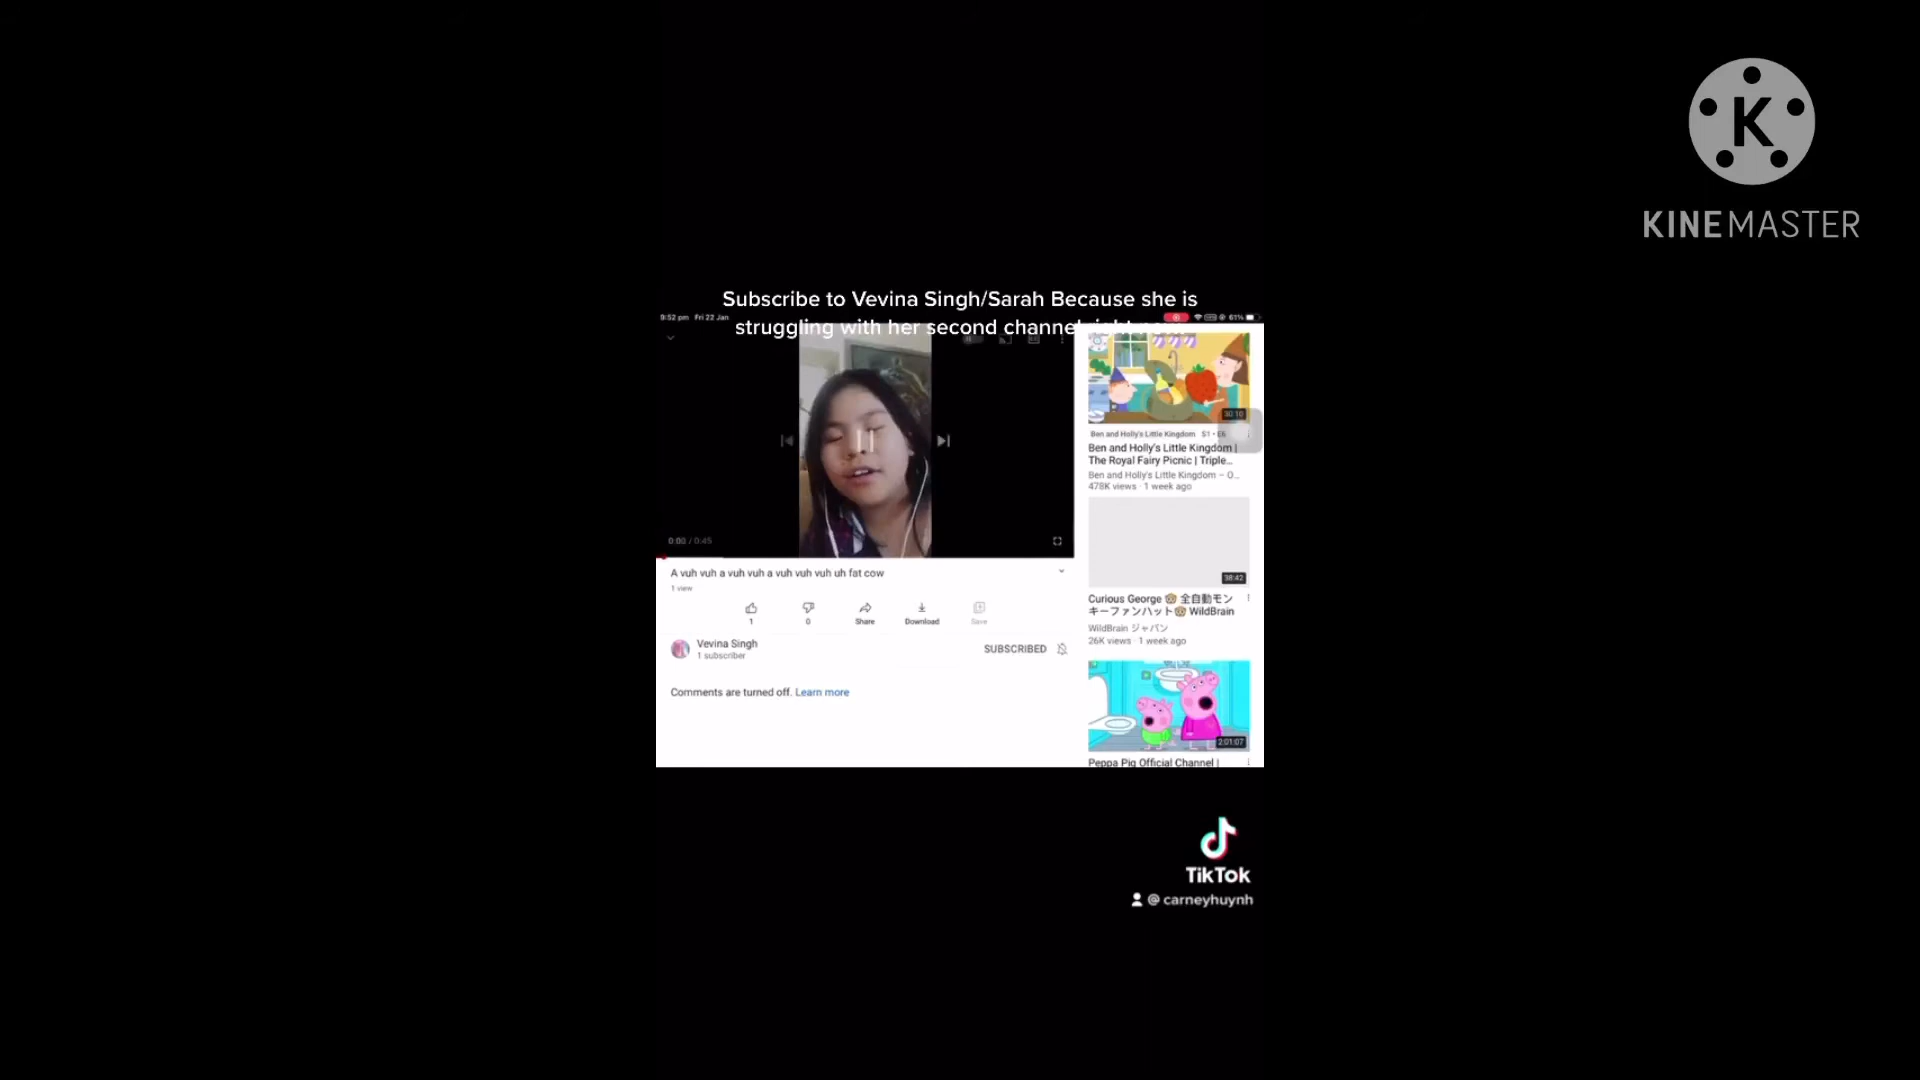 KINEMASTER
Subscribe to Vevina Singh/Sarah Because she is
struggling with her second channel
9:52 pm Fri 22 Jan
61%
0:00 / 0:45
A vuh vuh a vuh vuh a vuh vuh vuh uh fat cow
1 view
1
0
Share
Download
Save
Vevina Singh
1 subscriber
SUBSCRIBED
Comments are turned off. Learn more
30:10
Ben and Holly's Little Kingdom S1 • E6
Ben and Holly's Little Kingdom |
The Royal Fairy Picnic | Triple...
Ben and Holly's Little Kingdom – O...
478K views · 1 week ago
38:42
Curious George 🐵 全自動モン
キーファンハット🐵 WildBrain
WildBrain ジャパン
26K views · 1 week ago
2:01:07
Peppa Pig Official Channel |
TikTok
@ carneyhuynh